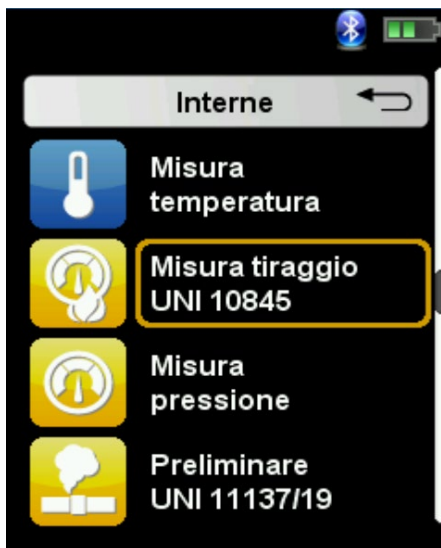 Interne
Misura
temperatura
Misura tiraggio
UNI 10845
Misura
pressione
Preliminare
UNI 11137/19